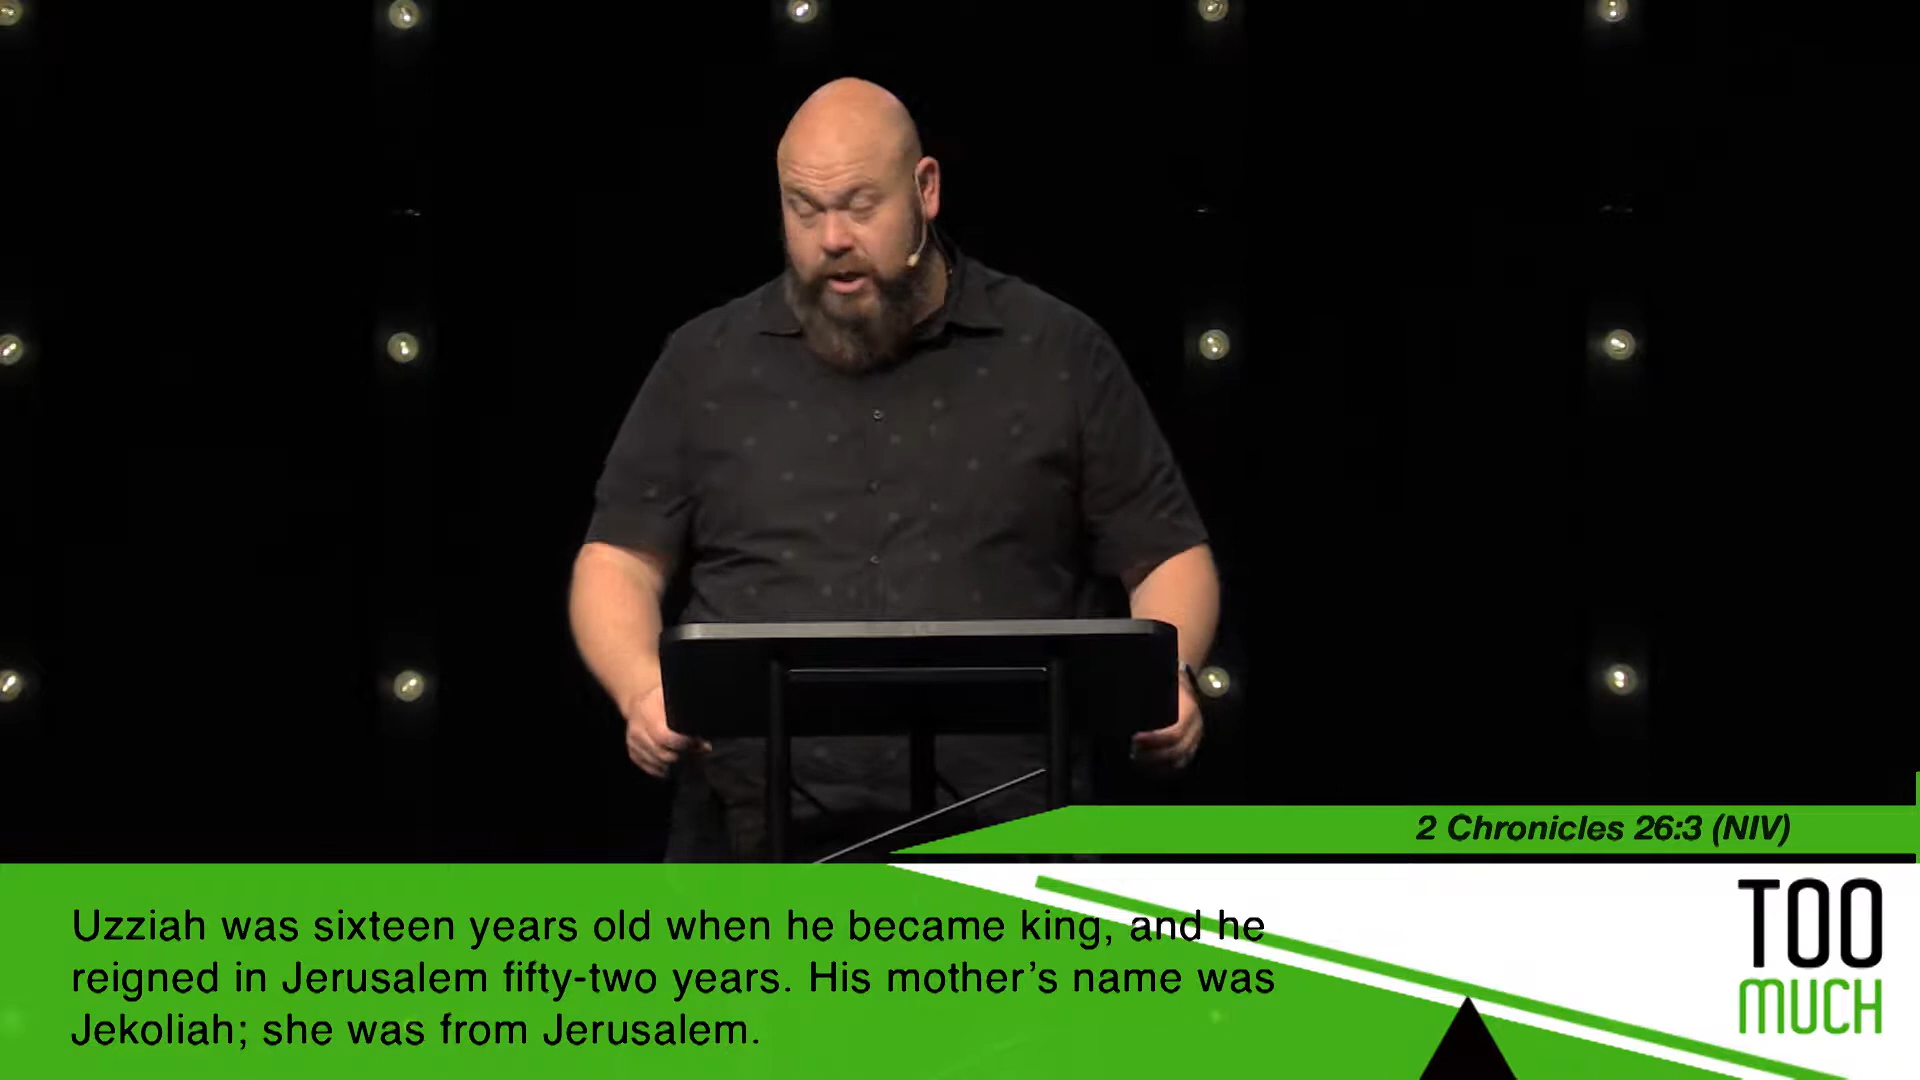 2 Chronicles 26:3 (NIV)
Uzziah was sixteen years old when he became king, and he
reigned in Jerusalem fifty-two years. His mother’s name was
Jekoliah; she was from Jerusalem.
TOO
MUCH